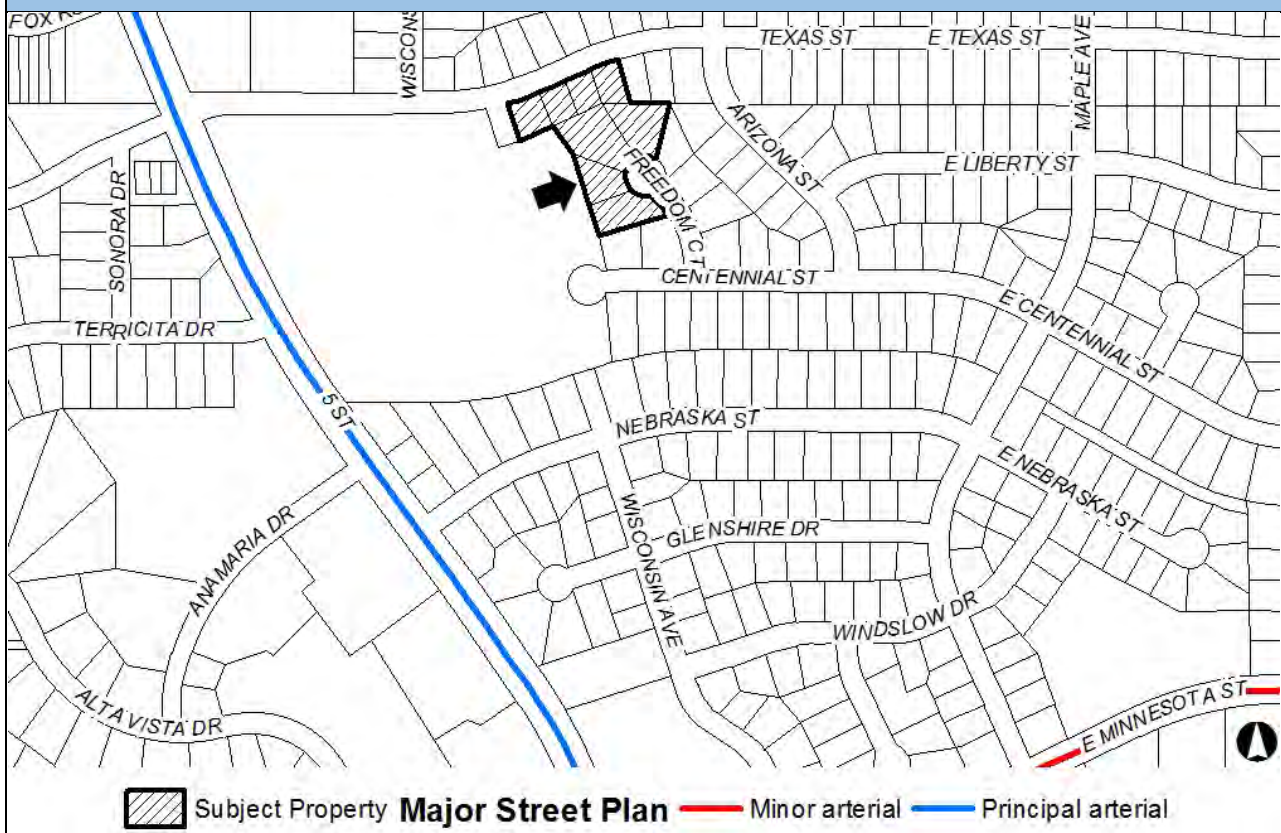 FOX R
WISCONS
TEXAS ST
E TEXAS ST
MAPLE AVE
ARIZONA ST
E LIBERTY ST
FREEDOM CT
SONORA DR
CENTENNIAL ST
E CENTENNIAL ST
TERRICITA DR
5 ST
NEBRASKA ST
E NEBRASKA ST
WISCONSIN AVE
GLENSHIRE DR
ANAMARIA DR
WINDSLOW DR
ALTA VISTA DR
E MINNESOTA ST
Subject Property Major Street Plan Minor arterial Principal arterial